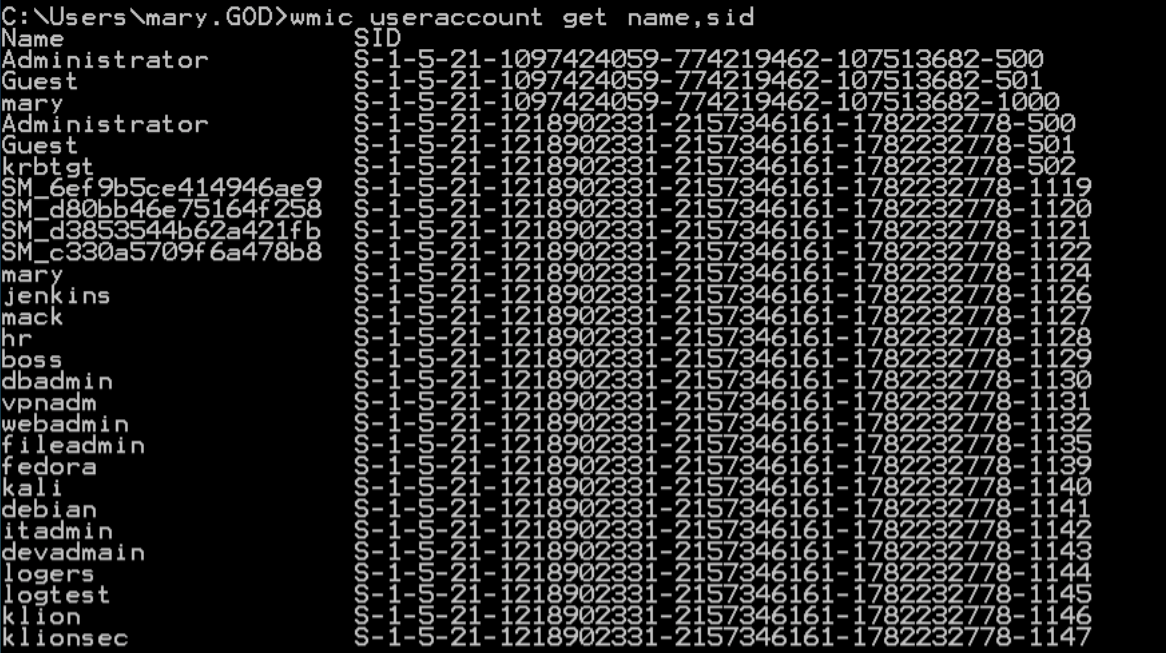 C:\Users\mary.GOD>wmic useraccount get name,sid
Name SID
Administrator S-1-5-21-1097424059-774219462-107513682-500
Guest S-1-5-21-1097424059-774219462-107513682-501
mary S-1-5-21-1097424059-774219462-107513682-1000
Administrator S-1-5-21-1218902331-2157346161-1782232778-500
Guest S-1-5-21-1218902331-2157346161-1782232778-501
krbtgt S-1-5-21-1218902331-2157346161-1782232778-502
SM_6ef9b5ce414946ae9 S-1-5-21-1218902331-2157346161-1782232778-1119
SM_d80bb46e75164f258 S-1-5-21-1218902331-2157346161-1782232778-1120
SM_d3853544b62a421fb S-1-5-21-1218902331-2157346161-1782232778-1121
SM_c330a5709f6a478b8 S-1-5-21-1218902331-2157346161-1782232778-1122
mary S-1-5-21-1218902331-2157346161-1782232778-1124
jenkins S-1-5-21-1218902331-2157346161-1782232778-1126
mack S-1-5-21-1218902331-2157346161-1782232778-1127
hr S-1-5-21-1218902331-2157346161-1782232778-1128
boss S-1-5-21-1218902331-2157346161-1782232778-1129
dbadmin S-1-5-21-1218902331-2157346161-1782232778-1130
vpnadm S-1-5-21-1218902331-2157346161-1782232778-1131
webadmin S-1-5-21-1218902331-2157346161-1782232778-1132
fileadmin S-1-5-21-1218902331-2157346161-1782232778-1135
fedora S-1-5-21-1218902331-2157346161-1782232778-1139
kali S-1-5-21-1218902331-2157346161-1782232778-1140
debian S-1-5-21-1218902331-2157346161-1782232778-1141
itadmin S-1-5-21-1218902331-2157346161-1782232778-1142
devadmain S-1-5-21-1218902331-2157346161-1782232778-1143
logers S-1-5-21-1218902331-2157346161-1782232778-1144
logtest S-1-5-21-1218902331-2157346161-1782232778-1145
klion S-1-5-21-1218902331-2157346161-1782232778-1146
klionsec S-1-5-21-1218902331-2157346161-1782232778-1147